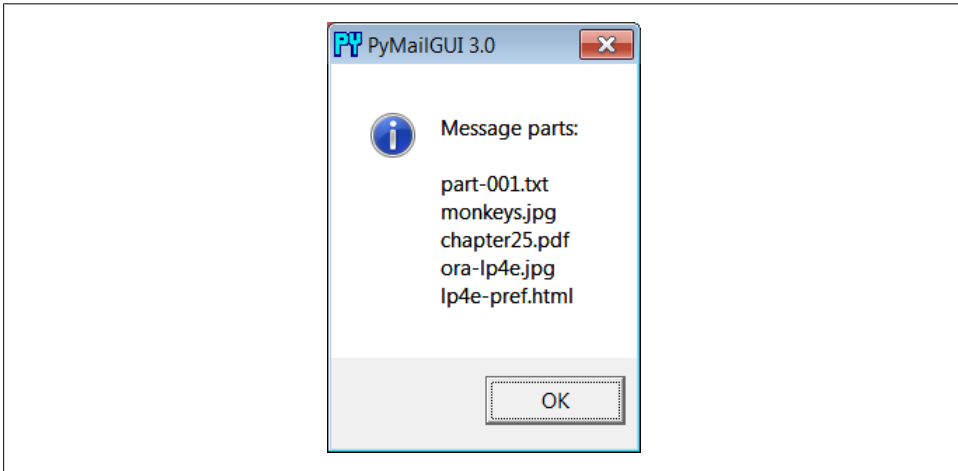 PY PyMailGUI 3.0
Message parts:
part-001.txt
monkeys.jpg
chapter25.pdf
ora-lp4e.jpg
lp4e-pref.html
OK